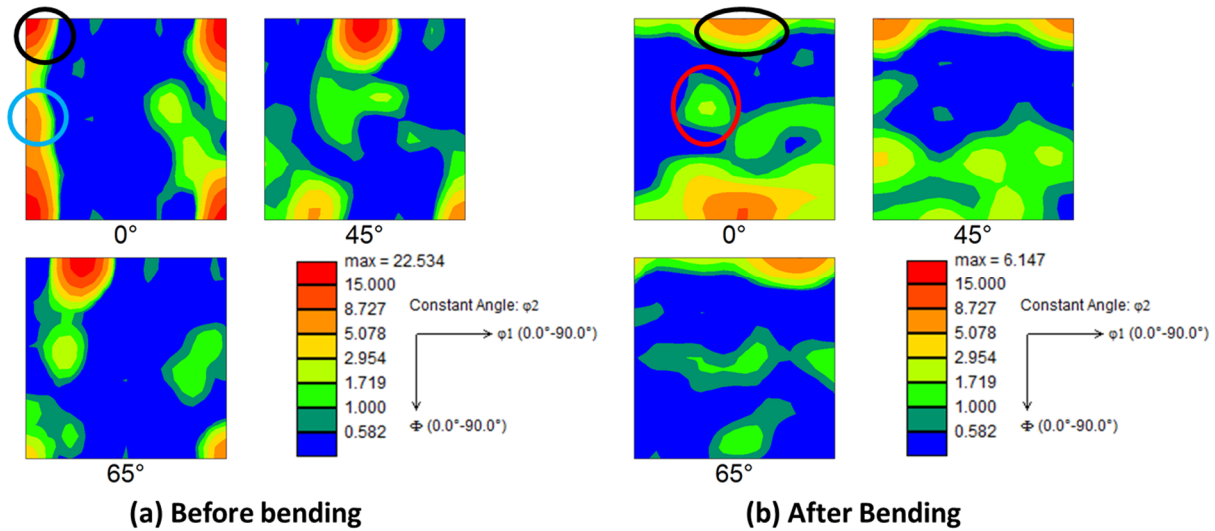 0°
45°
65°
max = 22.534
15.000
8.727
5.078
2.954
1.719
1.000
0.582
Constant Angle: φ2
φ1 (0.0°-90.0°)
Φ (0.0°-90.0°)
(a) Before bending
0°
45°
65°
max = 6.147
15.000
8.727
5.078
2.954
1.719
1.000
0.582
Constant Angle: φ2
φ1 (0.0°-90.0°)
Φ (0.0°-90.0°)
(b) After Bending